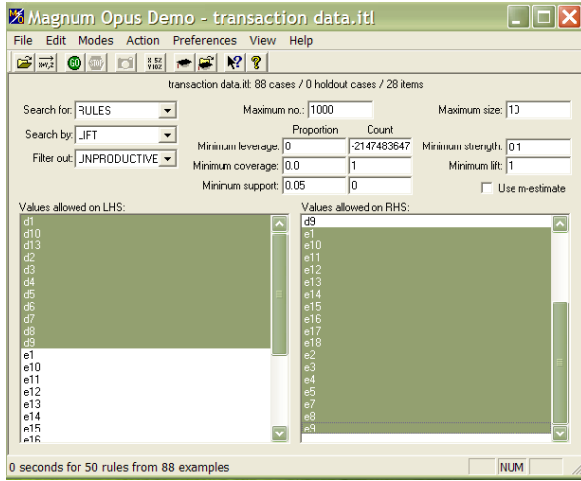 Magnum Opus Demo - transaction data.itl
File Edit Modes Action Preferences View Help
transaction data.itl: 88 cases / 0 holdout cases / 28 items
Search for: RULES Maximum no.: 1000 Maximum size: 10
Proportion Count
Search by: LIFT Minimum leverage: 0 -2147483647 Minimum strength: 0.1
Filter out: UNPRODUCTIVE Minimum coverage: 0.0 1 Minimum lift: 1
Minimum support: 0.05 0 Use m-estimate
Values allowed on LHS: Values allowed on RHS:
d1 d9
d10 e1
d13 e10
d2 e11
d3 e12
d4 e13
d5 e14
d6 e15
d7 e16
d8 e17
d9 e18
e1 e2
e10 e3
e11 e4
e12 e5
e13 e7
e14 e8
e15 e9
e16
0 seconds for 50 rules from 88 examples NUM